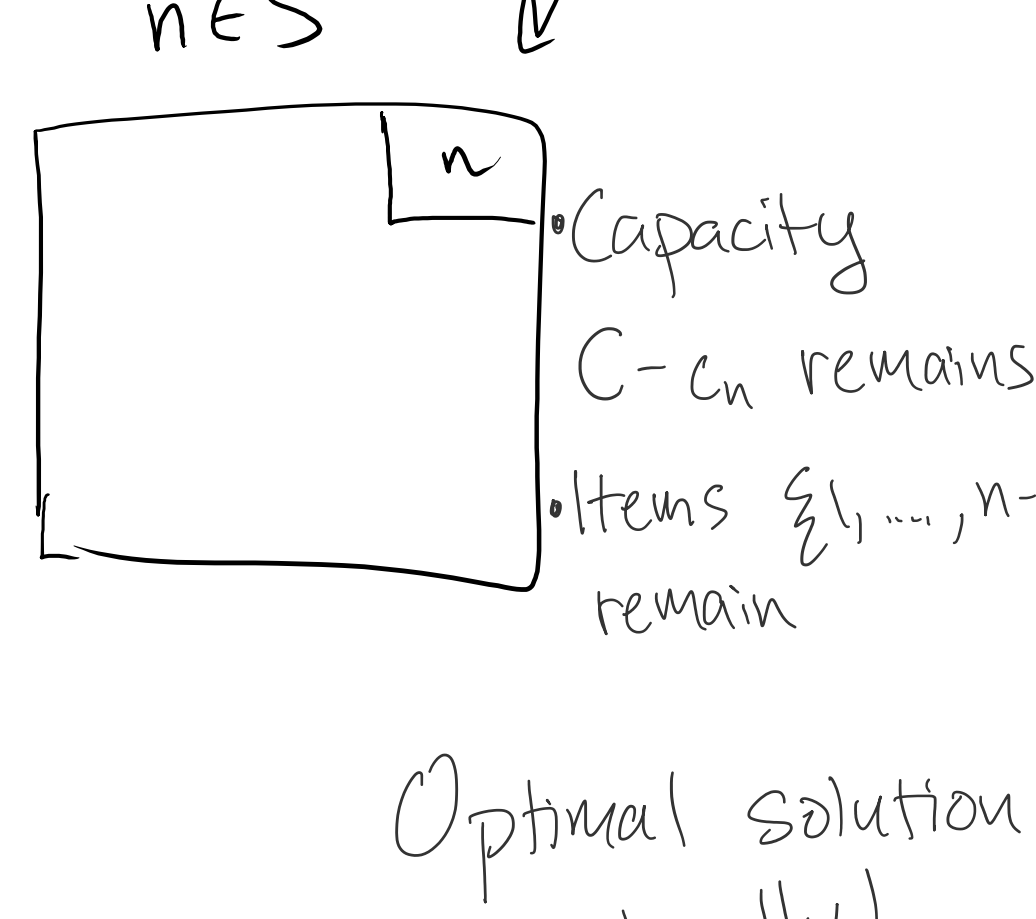 n ∈ S
n
•Capacity
C - cₙ remains
•Items {1, ...., n-
remain
Optimal solution